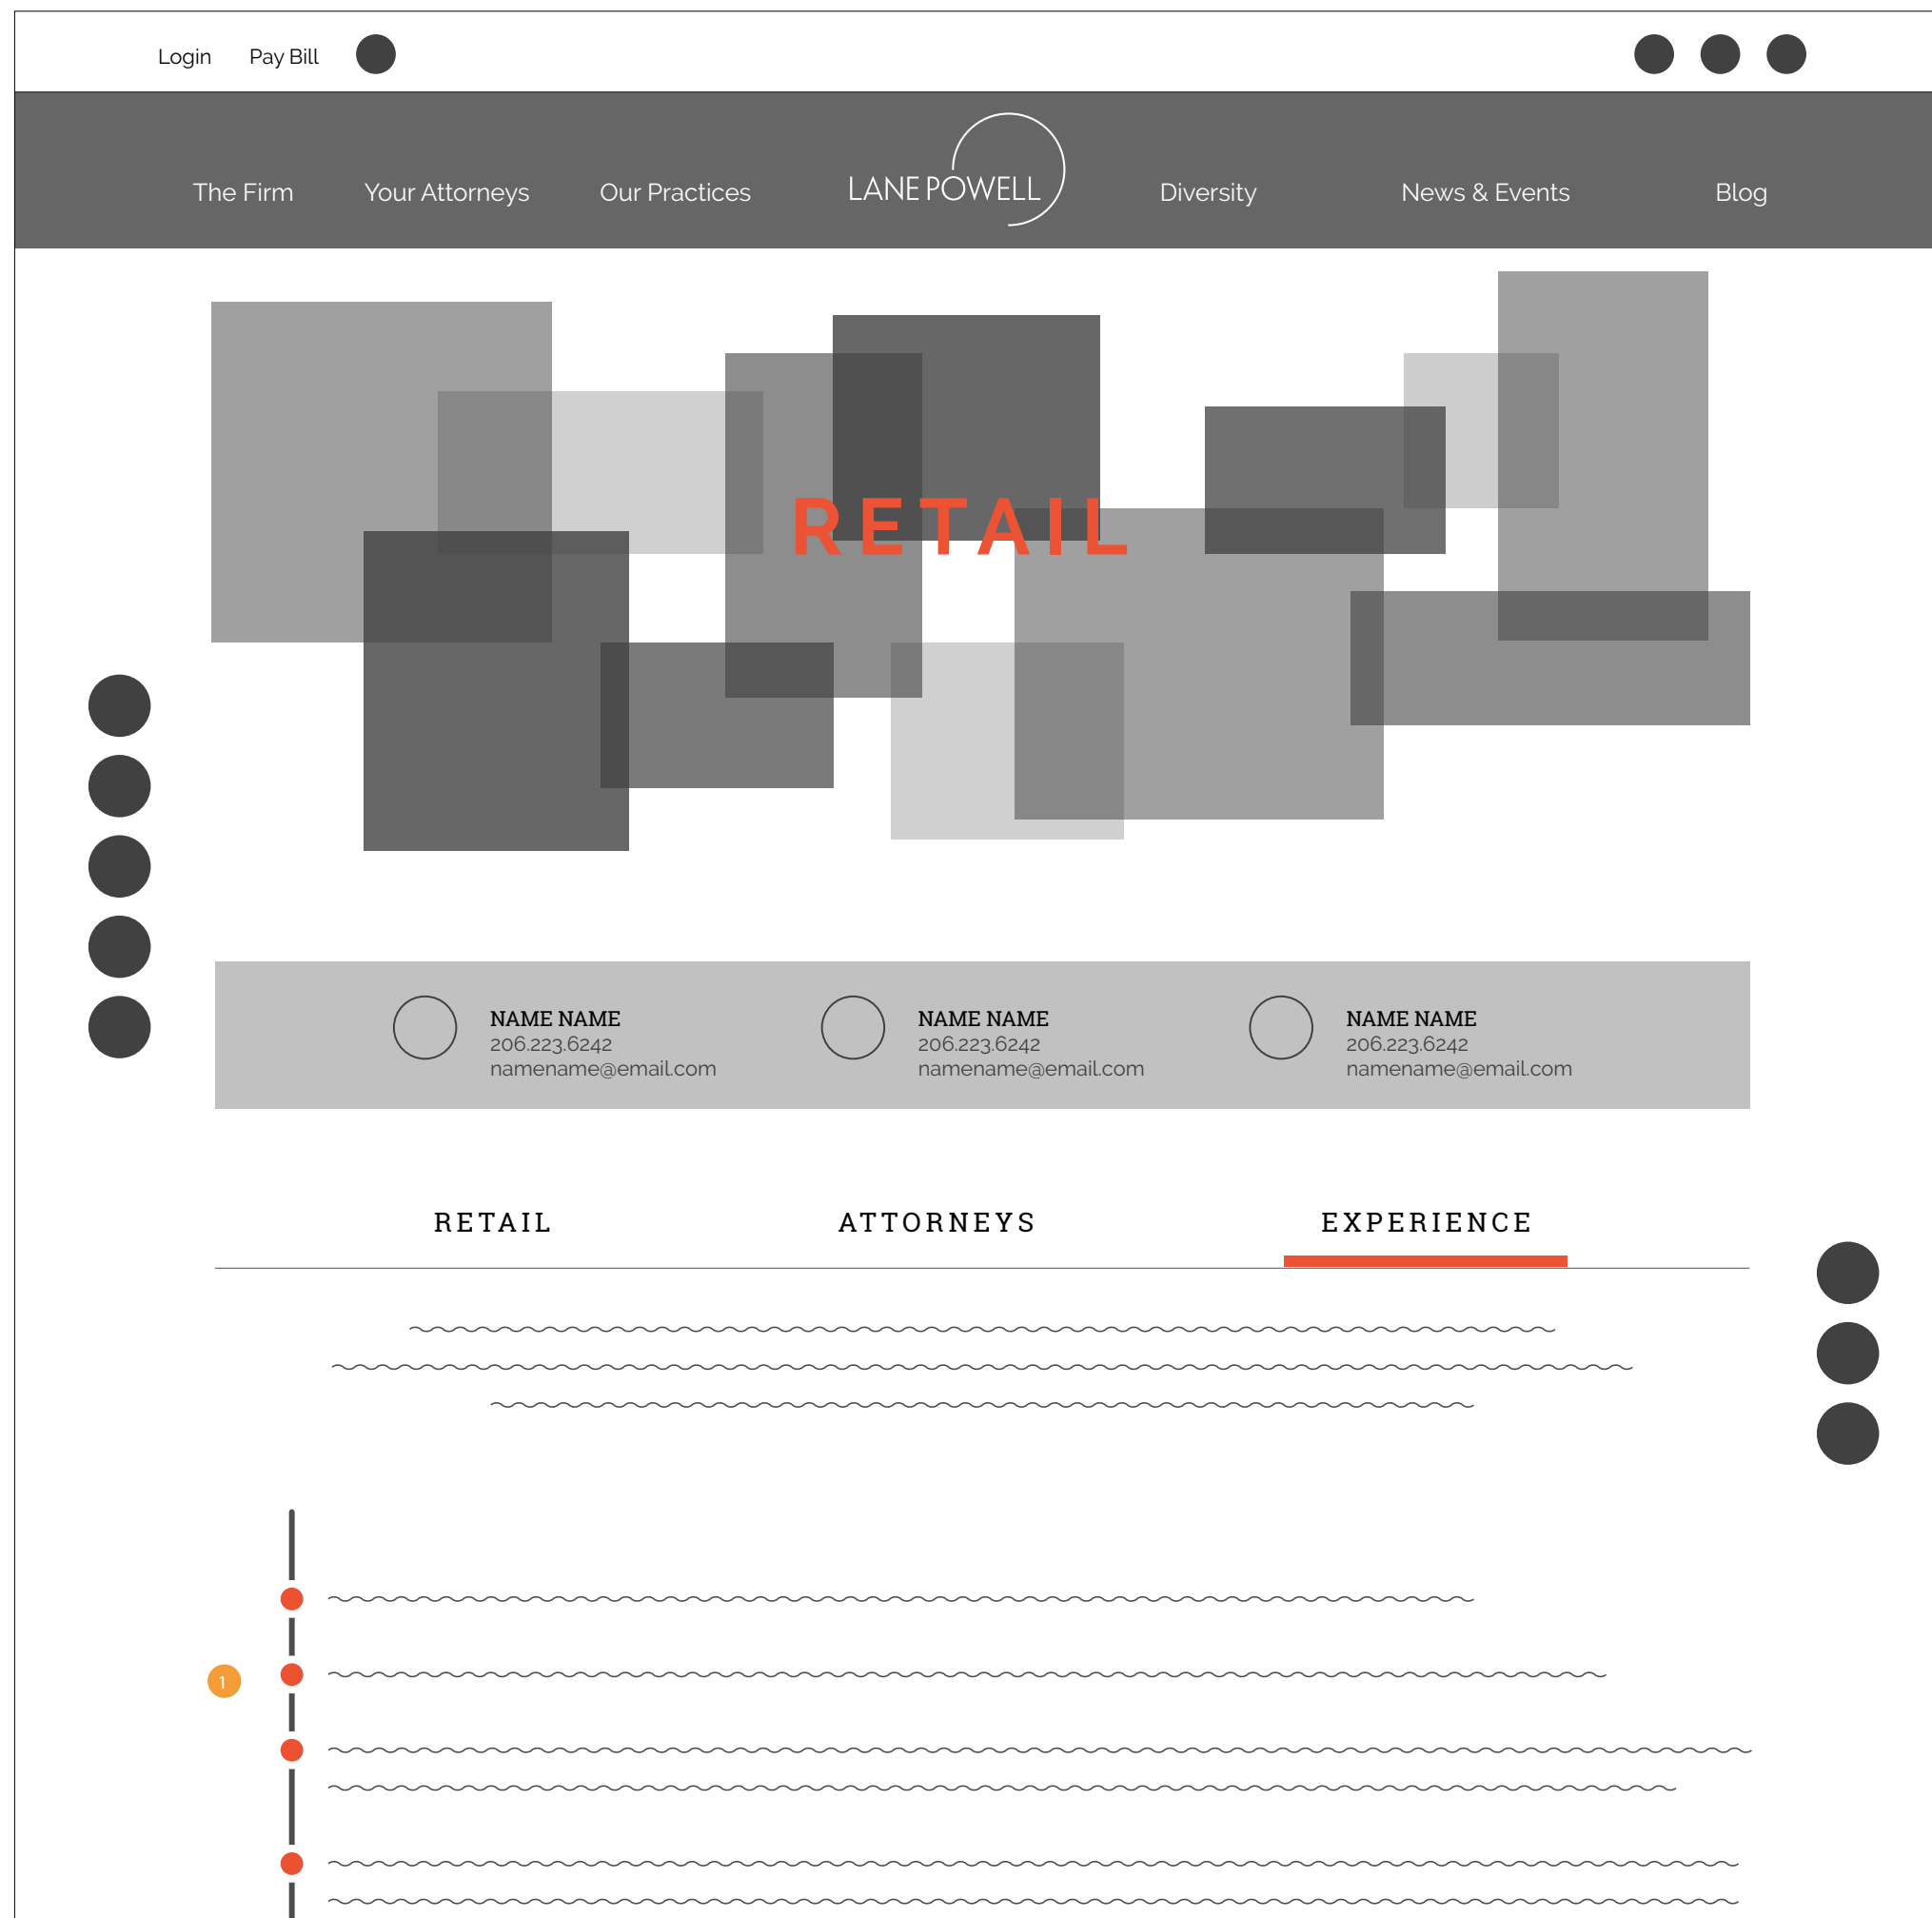 Login Pay Bill
The Firm Your Attorneys Our Practices LANE POWELL Diversity News & Events Blog
RETAIL
NAME NAME
206.223.6242
namename@email.com
NAME NAME
206.223.6242
namename@email.com
NAME NAME
206.223.6242
namename@email.com
RETAIL ATTORNEYS EXPERIENCE
1